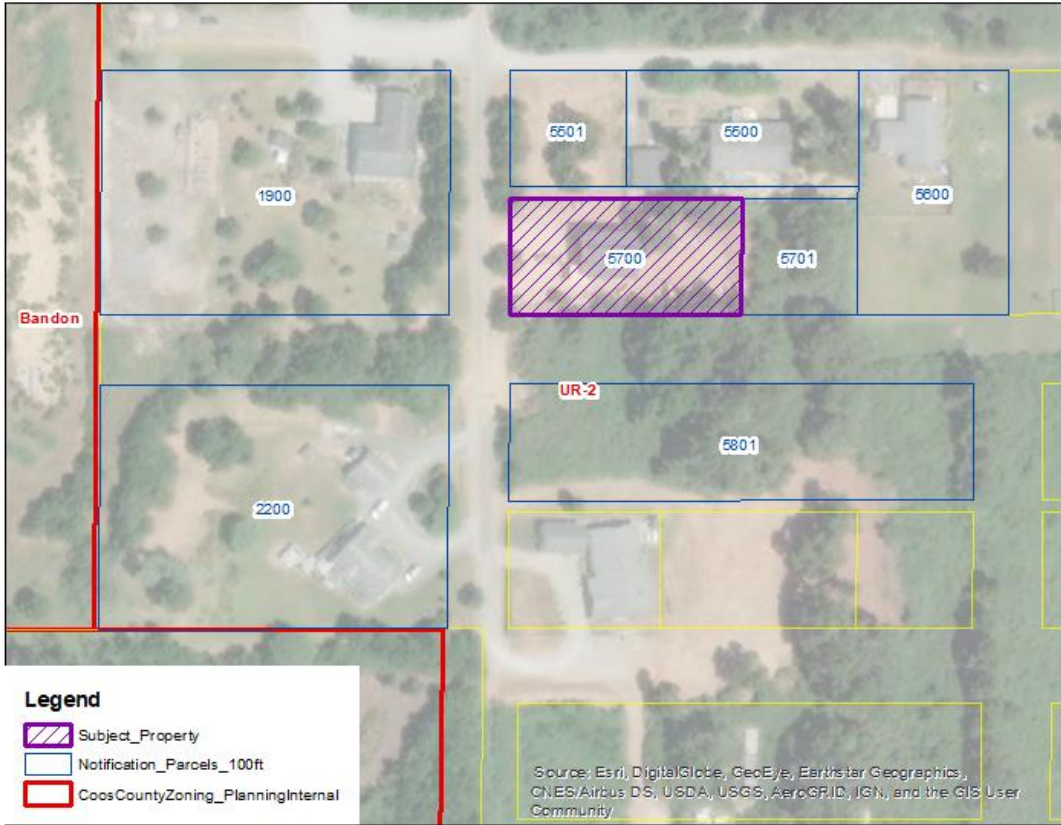 5501
5500
1900
5600
5700
5701
Bandon
UR-2
5801
2200
Legend
Subject_Property
Notification_Parcels_100ft
CoosCountyZoning_PlanningInternal
Source: Esri, DigitalGlobe, GeoEye, Earthstar Geographics,
CNES/Airbus DS, USDA, USGS, AeroGRID, IGN, and the GIS User
Community